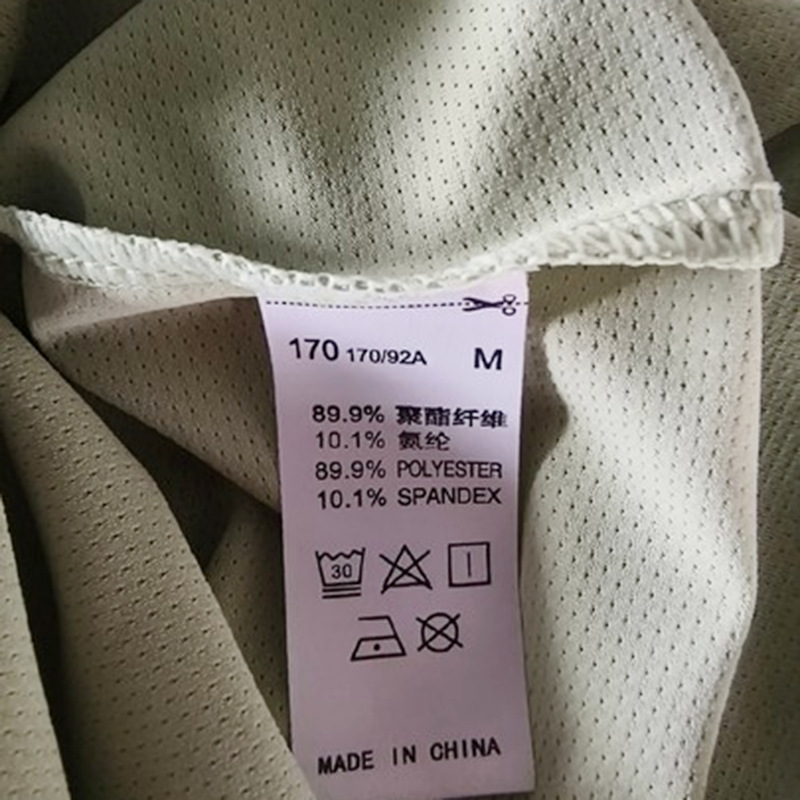 170 170/92A M
89.9% 聚酯纤维
10.1% 氨纶
89.9% POLYESTER
10.1% SPANDEX
30
MADE IN CHINA